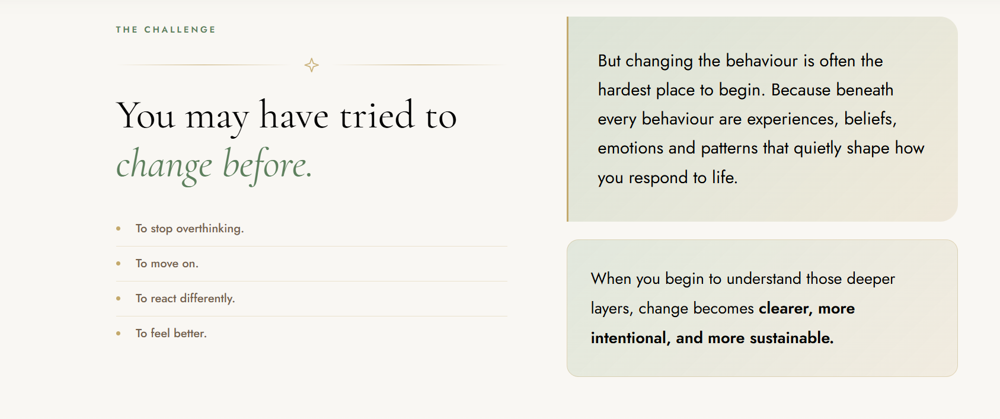 THE CHALLENGE
You may have tried to
change before.
To stop overthinking.
To move on.
To react differently.
To feel better.
But changing the behaviour is often the
hardest place to begin. Because beneath
every behaviour are experiences, beliefs,
emotions and patterns that quietly shape how
you respond to life.
When you begin to understand those deeper
layers, change becomes clearer, more
intentional, and more sustainable.